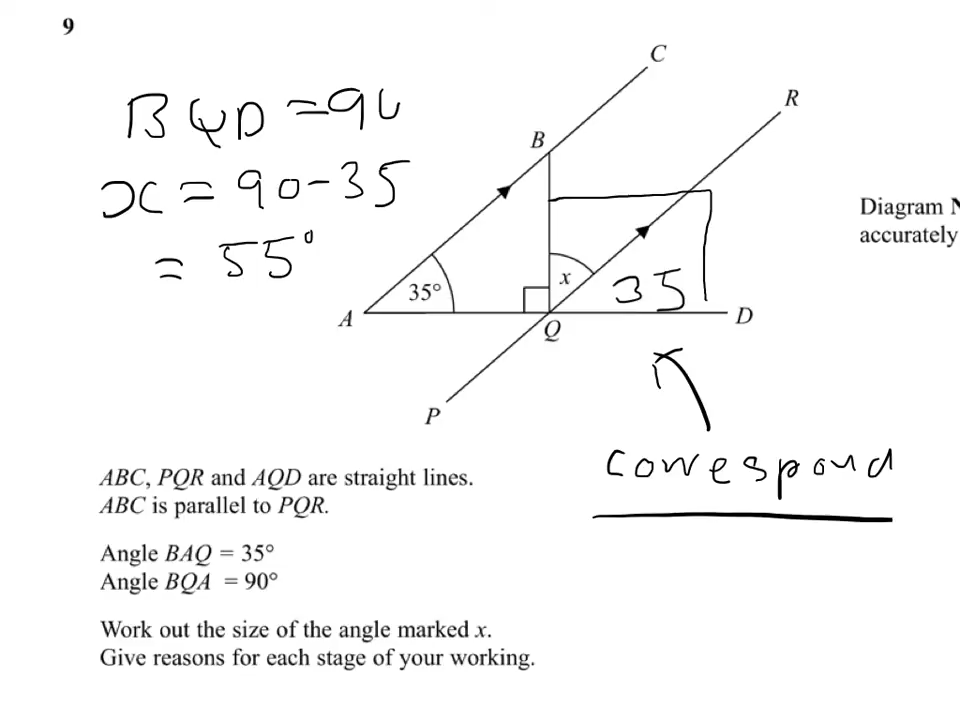 9
BQD = 90
x = 90 - 35
= 55°
C
R
B
Diagram N
accurately
x
35
35°
A
Q
D
P
correspond
ABC, PQR and AQD are straight lines.
ABC is parallel to PQR.
Angle BAQ = 35°
Angle BQA = 90°
Work out the size of the angle marked x.
Give reasons for each stage of your working.